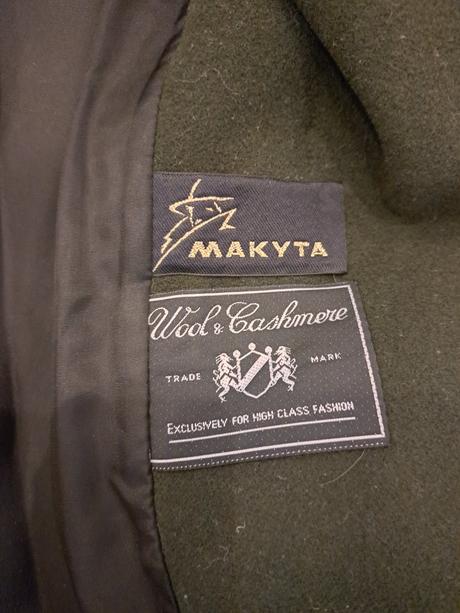 MAKYTA
Wool & Cashmere
TRADE MARK
EXCLUSIVELY FOR HIGH CLASS FASHION